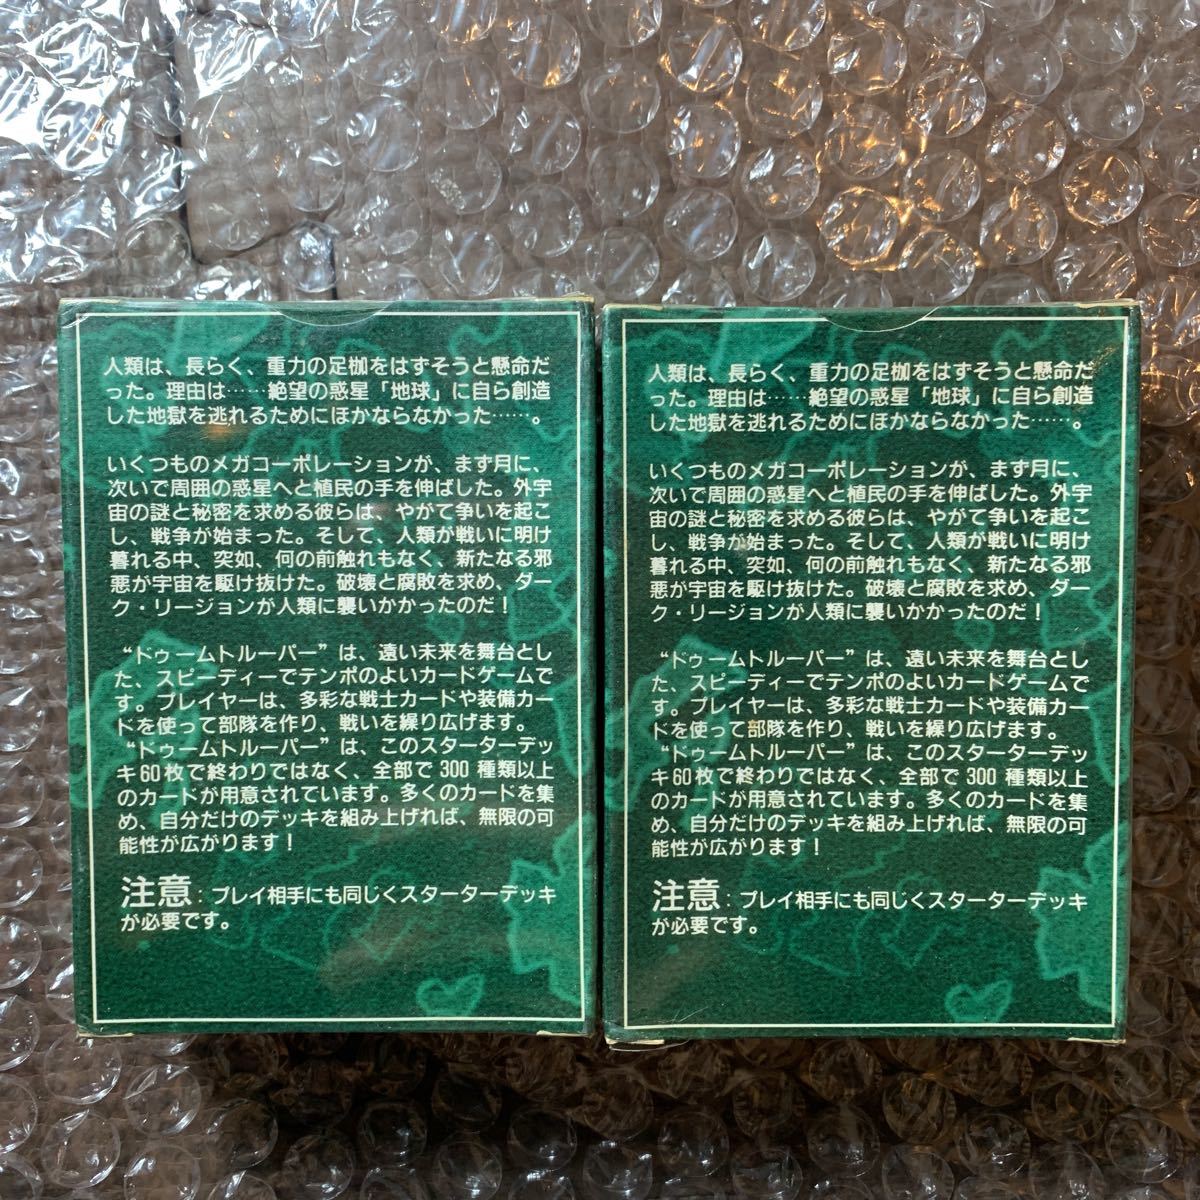 人類は、長らく、重力の足枷をはずそうと懸命だ
った。理由は……絶望の惑星「地球」に自ら創造
した地獄を逃れるためにほかならなかった……。
いくつものメガコーポレーションが、まず月に、
次いで周囲の惑星へと植民の手を伸ばした。外宇
宙の謎と秘密を求める彼らは、やがて争いを起こ
し、戦争が始まった。そして、人類が戦いに明け
暮れる中、突如、何の前触れもなく、新たなる邪
悪が宇宙を駆け抜けた。破壊と腐敗を求め、ダー
ク・リージョンが人類に襲いかかったのだ！
“ドゥームトルーパー”は、遠い未来を舞台とし
た、スピーディーでテンポのよいカードゲームで
す。プレイヤーは、多彩な戦士カードや装備カー
ドを使って部隊を作り、戦いを繰り広げます。
“ドゥームトルーパー”は、このスターターデッ
キ60枚で終わりではなく、全部で300種類以上
のカードが用意されています。多くのカードを集
め、自分だけのデッキを組み上げれば、無限の可
能性が広がります！
注意：プレイ相手にも同じくスターターデッキ
が必要です。
人類は、長らく、重力の足枷をはずそうと懸命だ
った。理由は……絶望の惑星「地球」に自ら創造
した地獄を逃れるためにほかならなかった……。
いくつものメガコーポレーションが、まず月に、
次いで周囲の惑星へと植民の手を伸ばした。外宇
宙の謎と秘密を求める彼らは、やがて争いを起こ
し、戦争が始まった。そして、人類が戦いに明け
暮れる中、突如、何の前触れもなく、新たなる邪
悪が宇宙を駆け抜けた。破壊と腐敗を求め、ダー
ク・リージョンが人類に襲いかかったのだ！
“ドゥームトルーパー”は、遠い未来を舞台とし
た、スピーディーでテンポのよいカードゲームで
す。プレイヤーは、多彩な戦士カードや装備カー
ドを使って部隊を作り、戦いを繰り広げます。
“ドゥームトルーパー”は、このスターターデッ
キ60枚で終わりではなく、全部で300種類以上
のカードが用意されています。多くのカードを集
め、自分だけのデッキを組み上げれば、無限の可
能性が広がります！
注意：プレイ相手にも同じくスターターデッキ
が必要です。